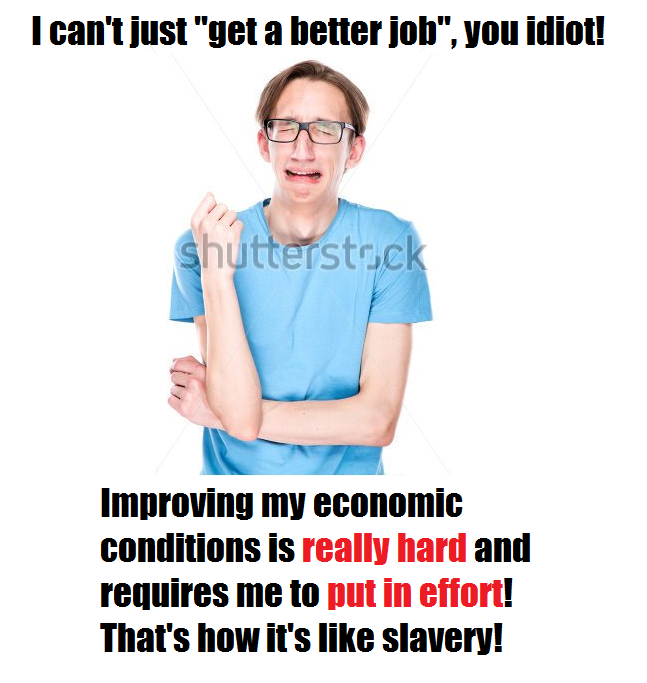 I can't just "get a better job", you idiot!
shutterstock
Improving my economic
conditions is really hard and
requires me to put in effort!
That's how it's like slavery!